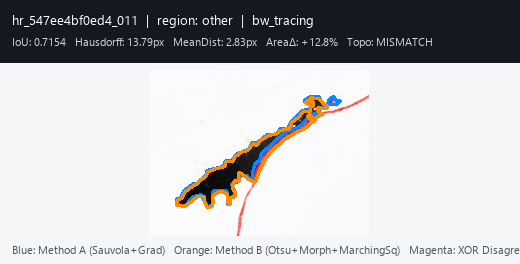 hr_547ee4bf0ed4_011 | region: other | bw_tracing
IoU: 0.7154 Hausdorf: 13.79px MeanDist: 2.83px AreaΔ: +12.8% Topo: MISMATCH
Blue: Method A (Sauvola+Grad) Orange: Method B (Otsu+Morph+MarchingSq) Magenta: XOR Disagre